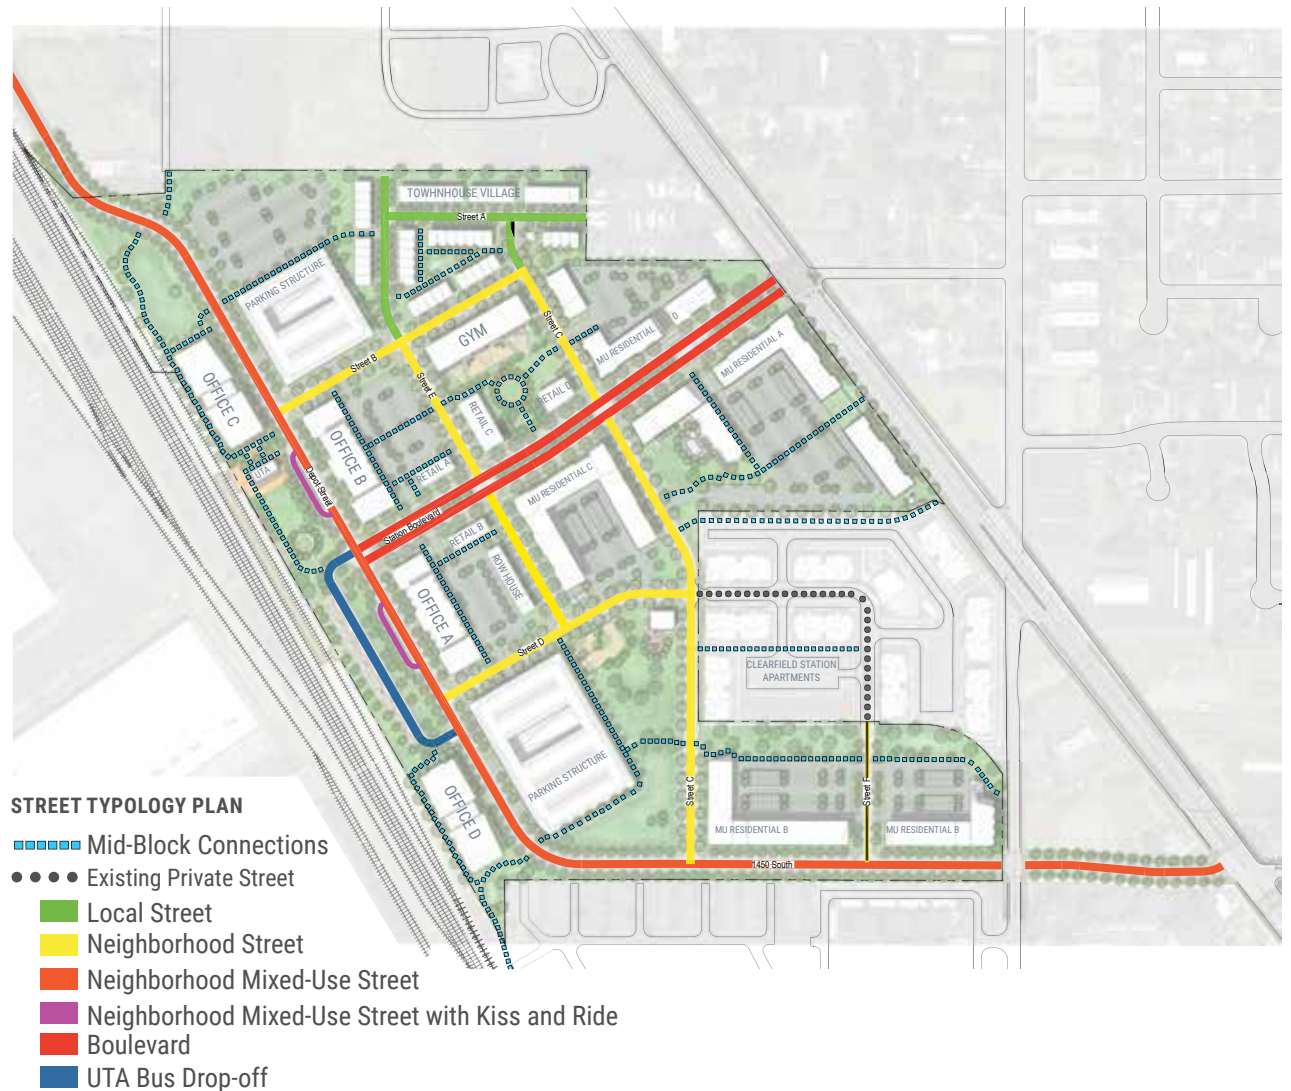 TOWHNHOUSE VILLAGE
Street A
PARKING STRUCTURE
Street C
GYM
MU RESIDENTIAL D
MU RESIDENTIAL A
Street B
Street E
OFFICE C
RETAIL D
RETAIL C
OFFICE B
RETAIL A
UTA
Depot Street
MU RESIDENTIAL C
Station Boulevard
RETAIL B
ROW HOUSE
OFFICE A
Street D
CLEARFIELD STATION
APARTMENTS
PARKING STRUCTURE
OFFICE D
Street C
Street F
MU RESIDENTIAL B
MU RESIDENTIAL B
1450 South
STREET TYPOLOGY PLAN
Mid-Block Connections
Existing Private Street
Local Street
Neighborhood Street
Neighborhood Mixed-Use Street
Neighborhood Mixed-Use Street with Kiss and Ride
Boulevard
UTA Bus Drop-off